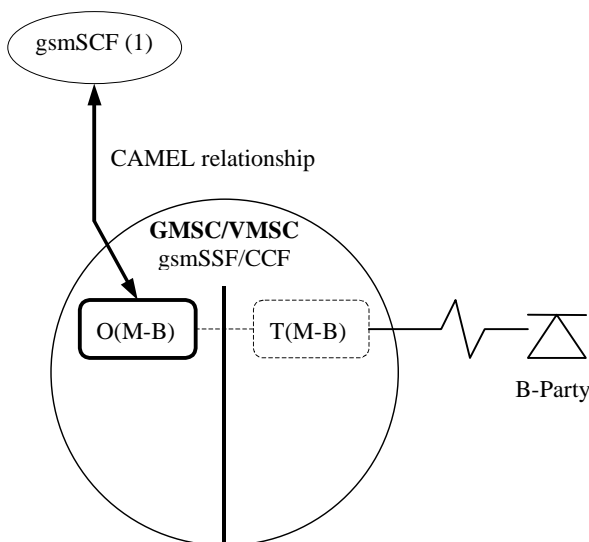 gsmSCF (1)
CAMEL relationship
GMSC/VMSC
gsmSSF/CCF
O(M-B)
T(M-B)
B-Party